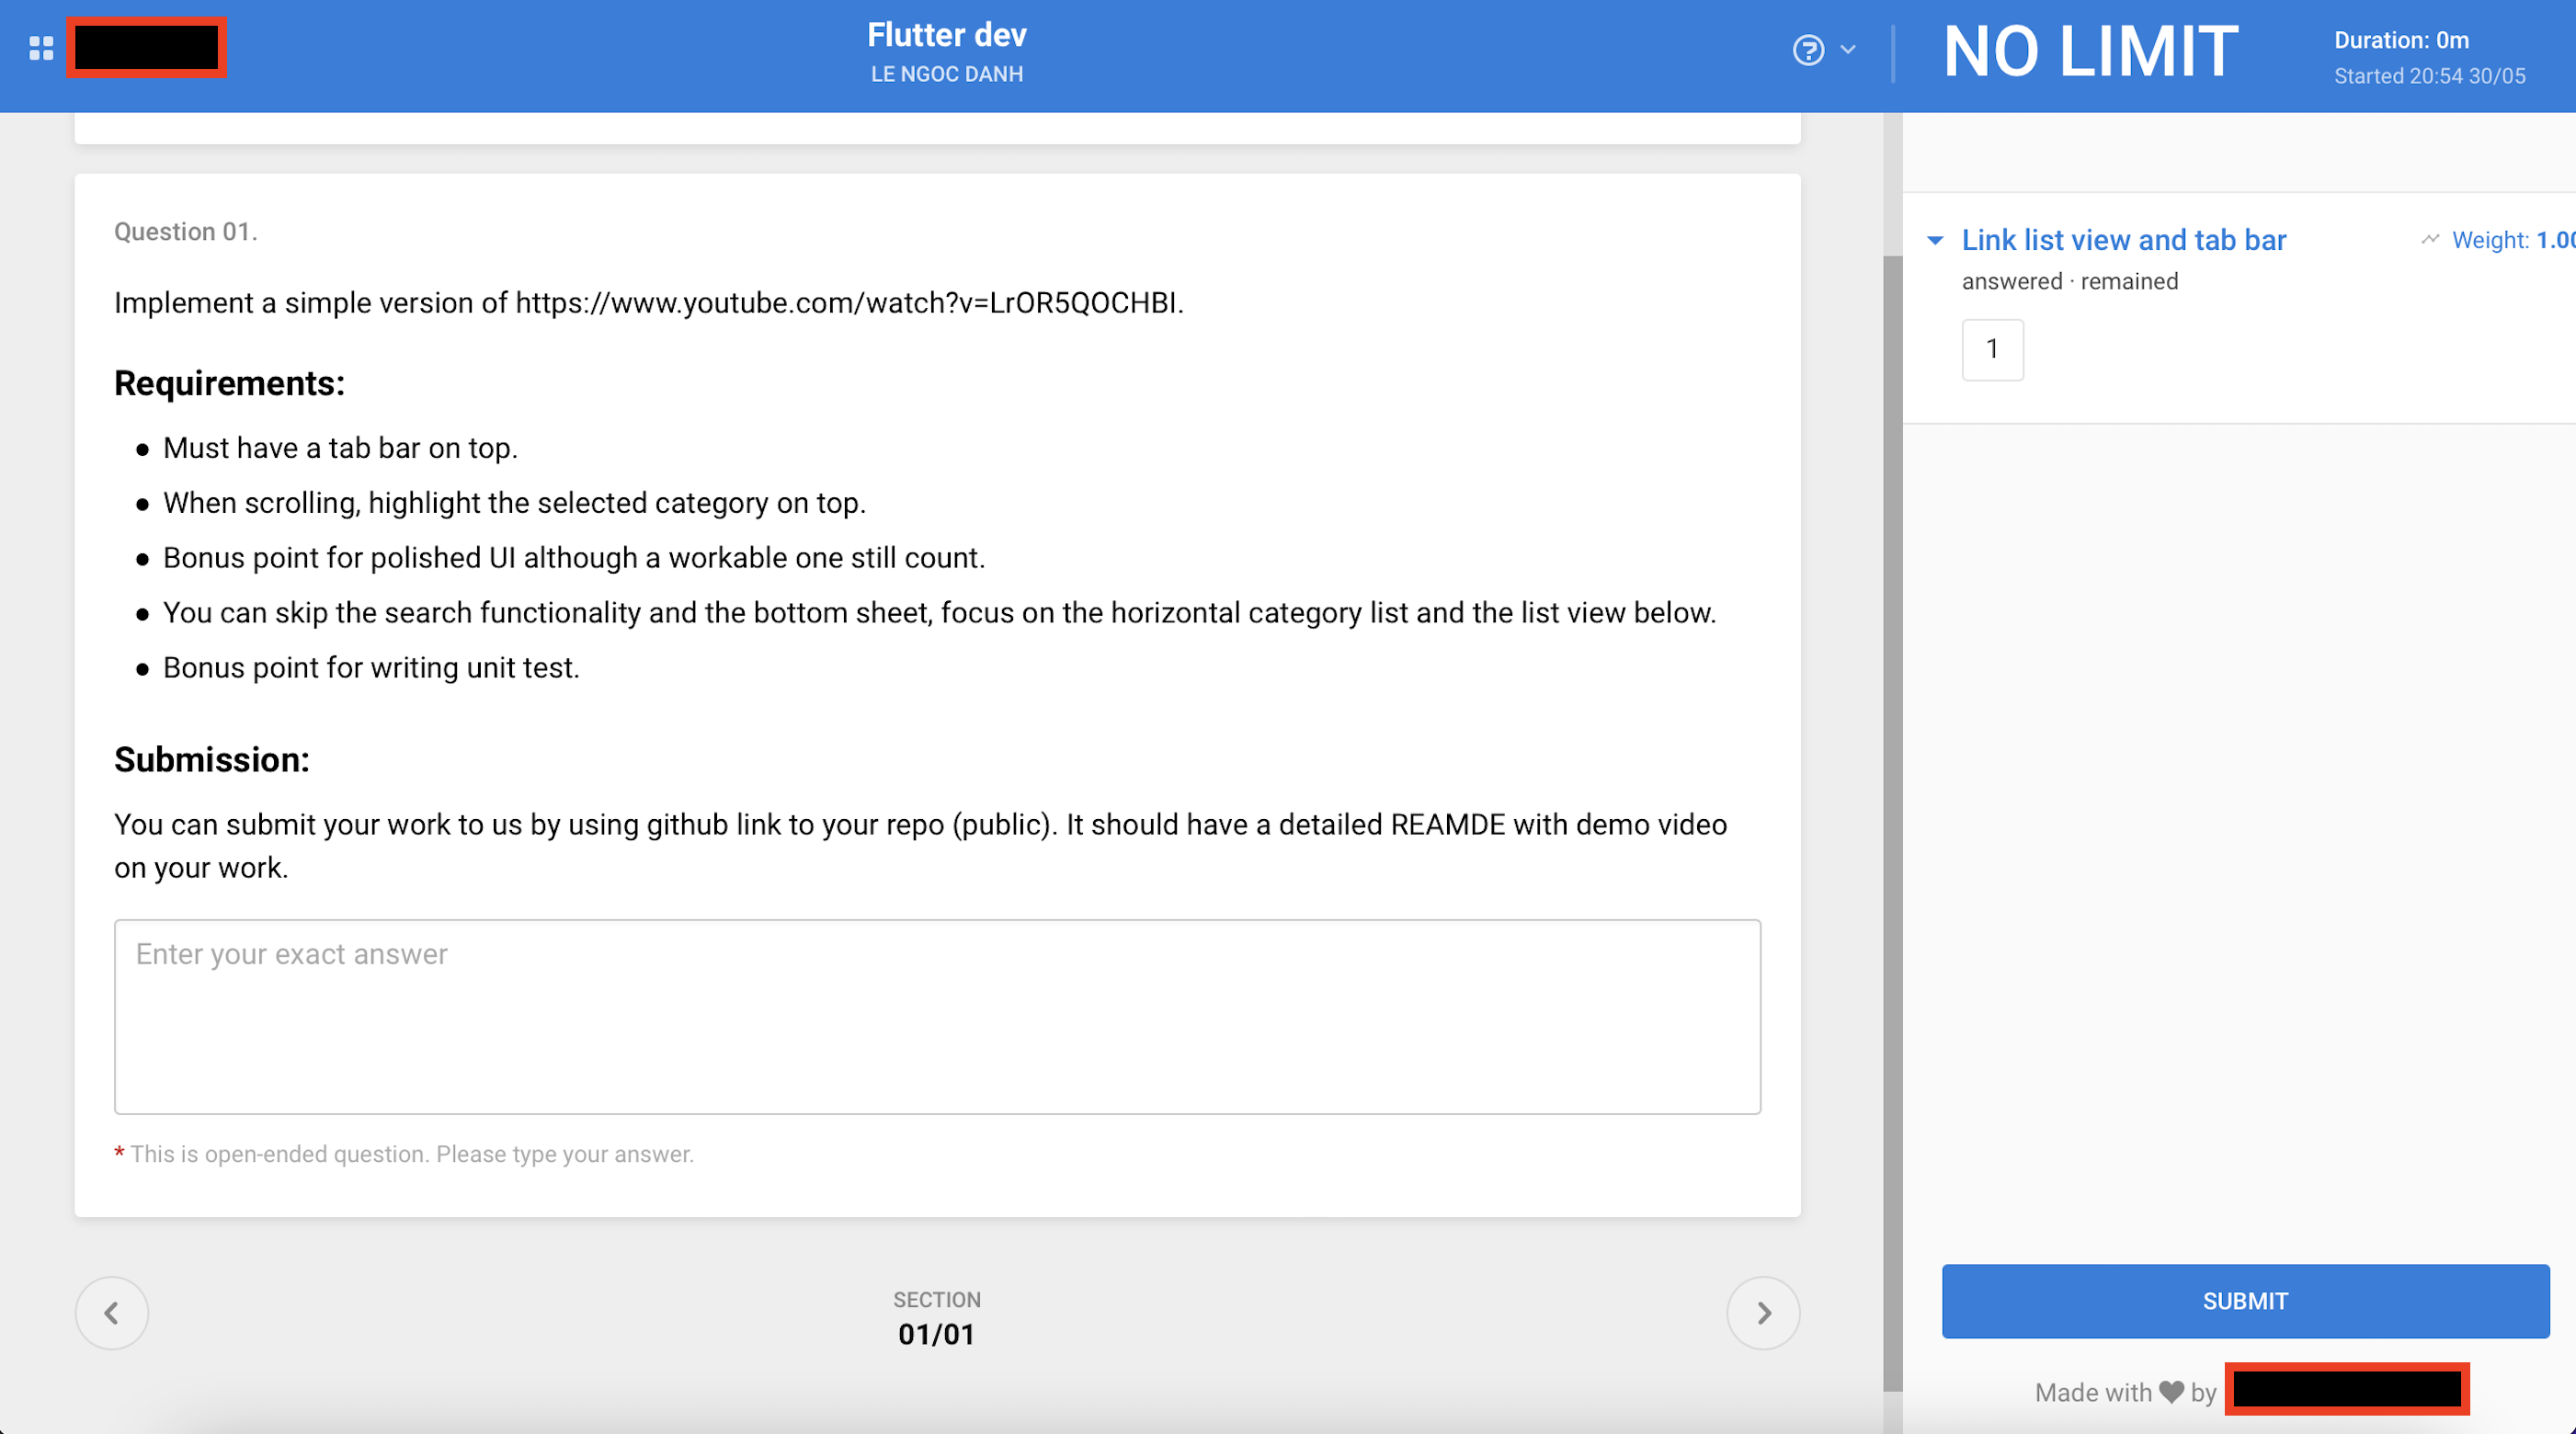 Flutter dev
LE NGOC DANH
NO LIMIT
Duration: 0m
Started 20:54 30/05
Question 01.
Implement a simple version of https://www.youtube.com/watch?v=LrOR5QOCHBI.
Requirements:
● Must have a tab bar on top.
● When scrolling, highlight the selected category on top.
● Bonus point for polished UI although a workable one still count.
● You can skip the search functionality and the bottom sheet, focus on the horizontal category list and the list view below.
● Bonus point for writing unit test.
Submission:
You can submit your work to us by using github link to your repo (public). It should have a detailed REAMDE with demo video
on your work.
Enter your exact answer
* This is open-ended question. Please type your answer.
SECTION
01/01
Link list view and tab bar
Weight: 1.00
answered · remained
1
SUBMIT
Made with ♥ by